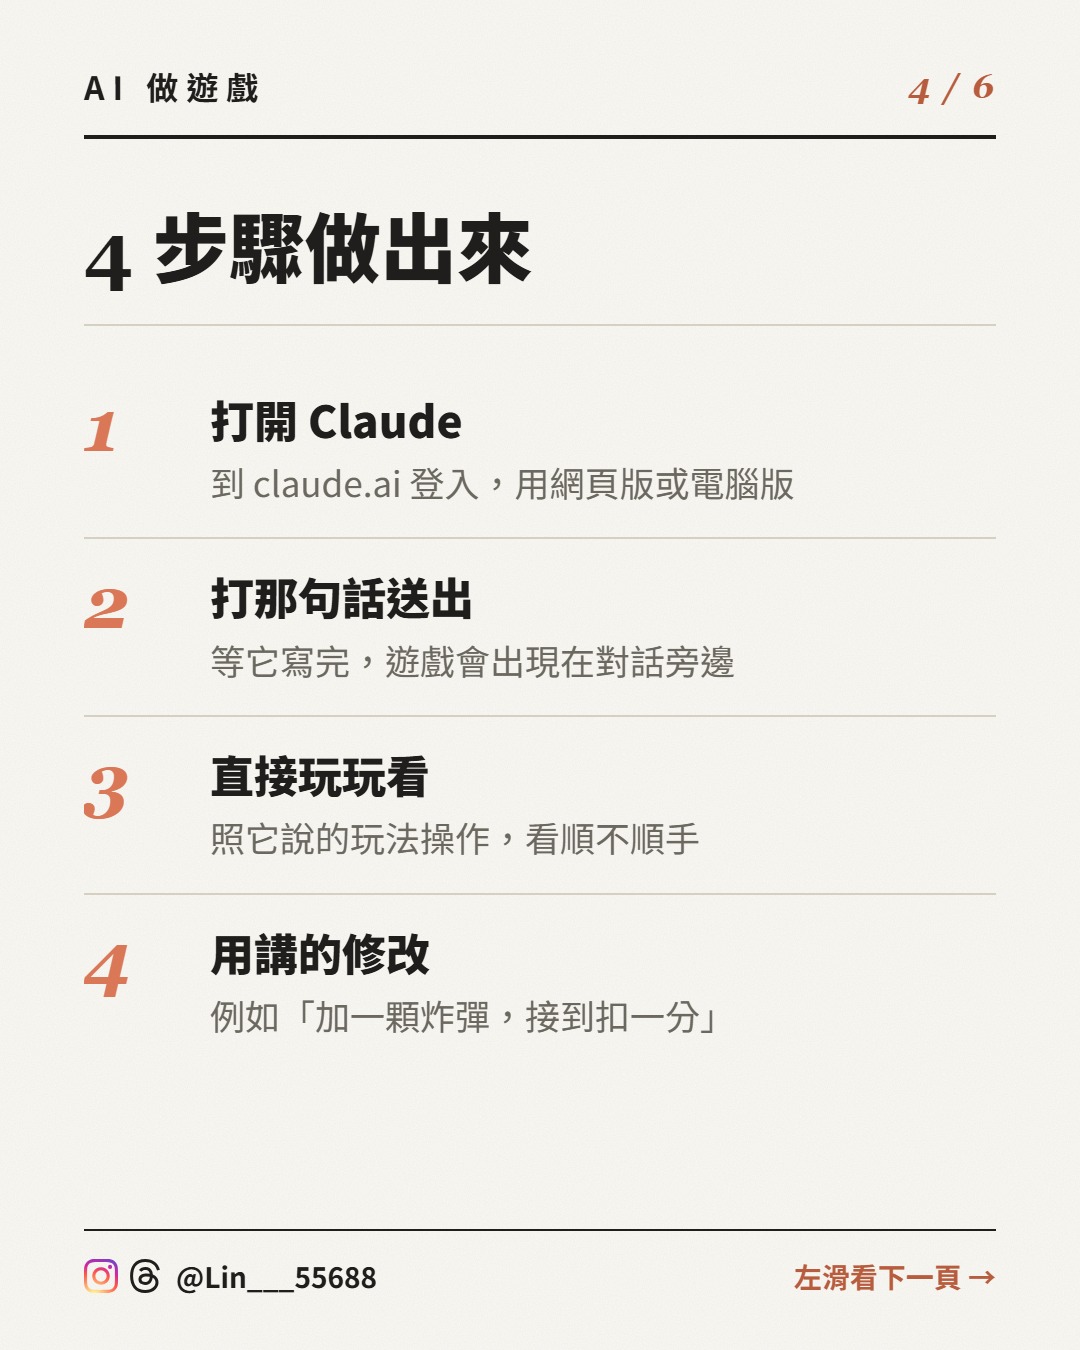 AI 做遊戲
4 / 6
4 步驟做出來
1
打開 Claude
到 claude.ai 登入，用網頁版或電腦版
2
打那句話送出
等它寫完，遊戲會出現在對話旁邊
3
直接玩玩看
照它說的玩法操作，看順不順手
4
用講的修改
例如「加一顆炸彈，接到扣一分」
@Lin___55688
左滑看下一頁 →